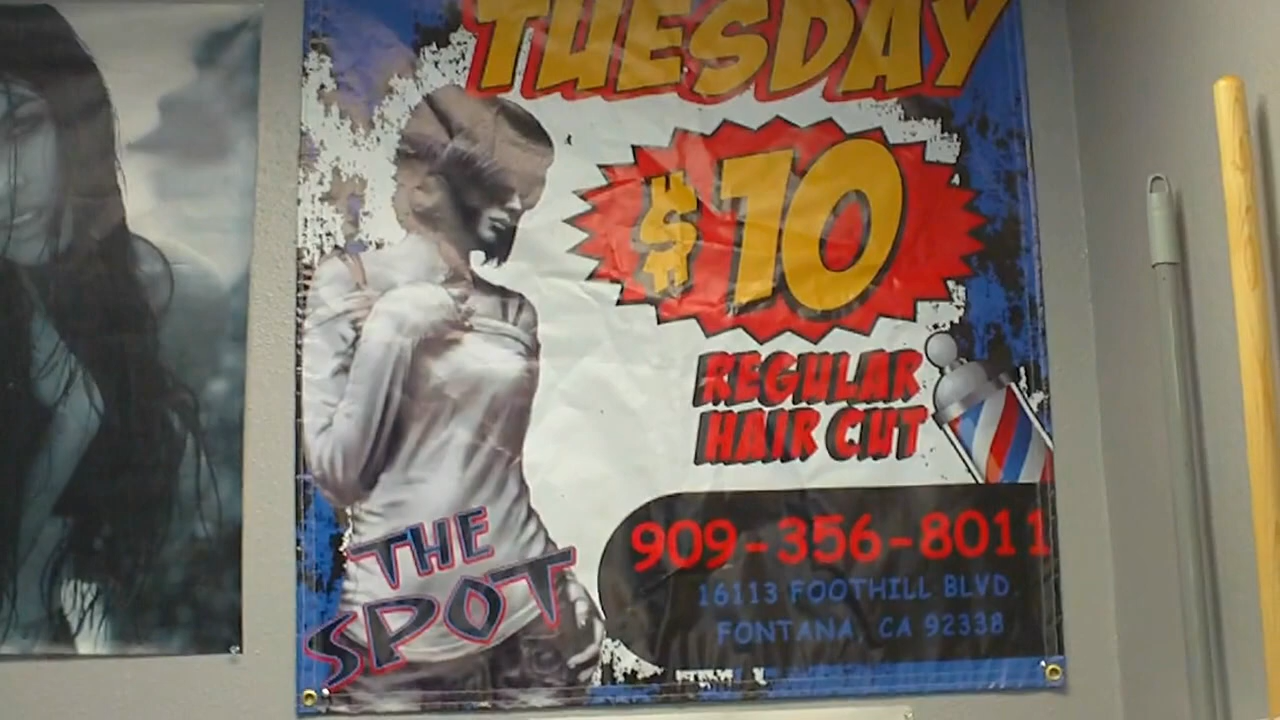 TUESDAY
$10
REGULAR
HAIR CUT
THE
SPOT
909-356-8011
16113 FOOTHILL BLVD.
FONTANA, CA 92338